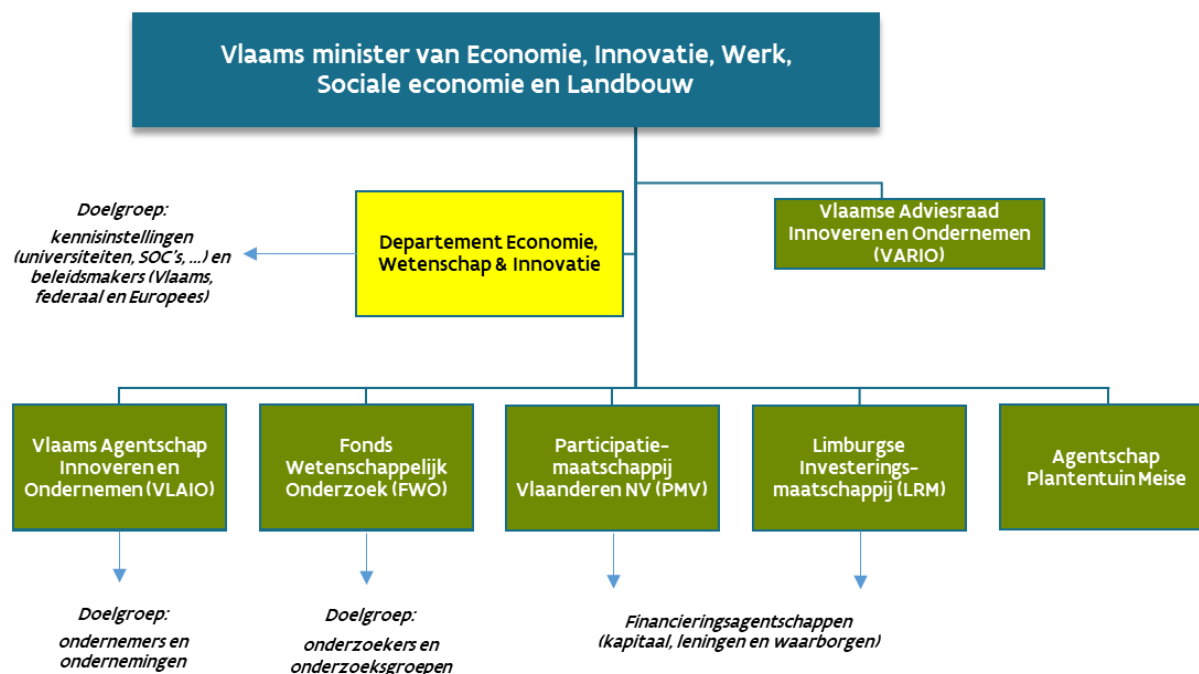 Vlaams minister van Economie, Innovatie, Werk,
Sociale economie en Landbouw
Doelgroep:
kennisinstellingen
(universiteiten, SOC's, ...) en
beleidsmakers (Vlaams,
federaal en Europees)
Departement Economie,
Wetenschap & Innovatie
Vlaamse Adviesraad
Innoveren en Ondernemen
(VARIO)
Vlaams Agentschap
Innoveren en
Ondernemen (VLAIO)
Fonds
Wetenschappelijk
Onderzoek (FWO)
Participatie-
maatschappij
Vlaanderen NV (PMV)
Limburgse
Investerings-
maatschappij (LRM)
Agentschap
Plantentuin Meise
Doelgroep:
ondernemers en
ondernemingen
Doelgroep:
onderzoekers en
onderzoeksgroepen
Financieringsagentschappen
(kapitaal, leningen en waarborgen)